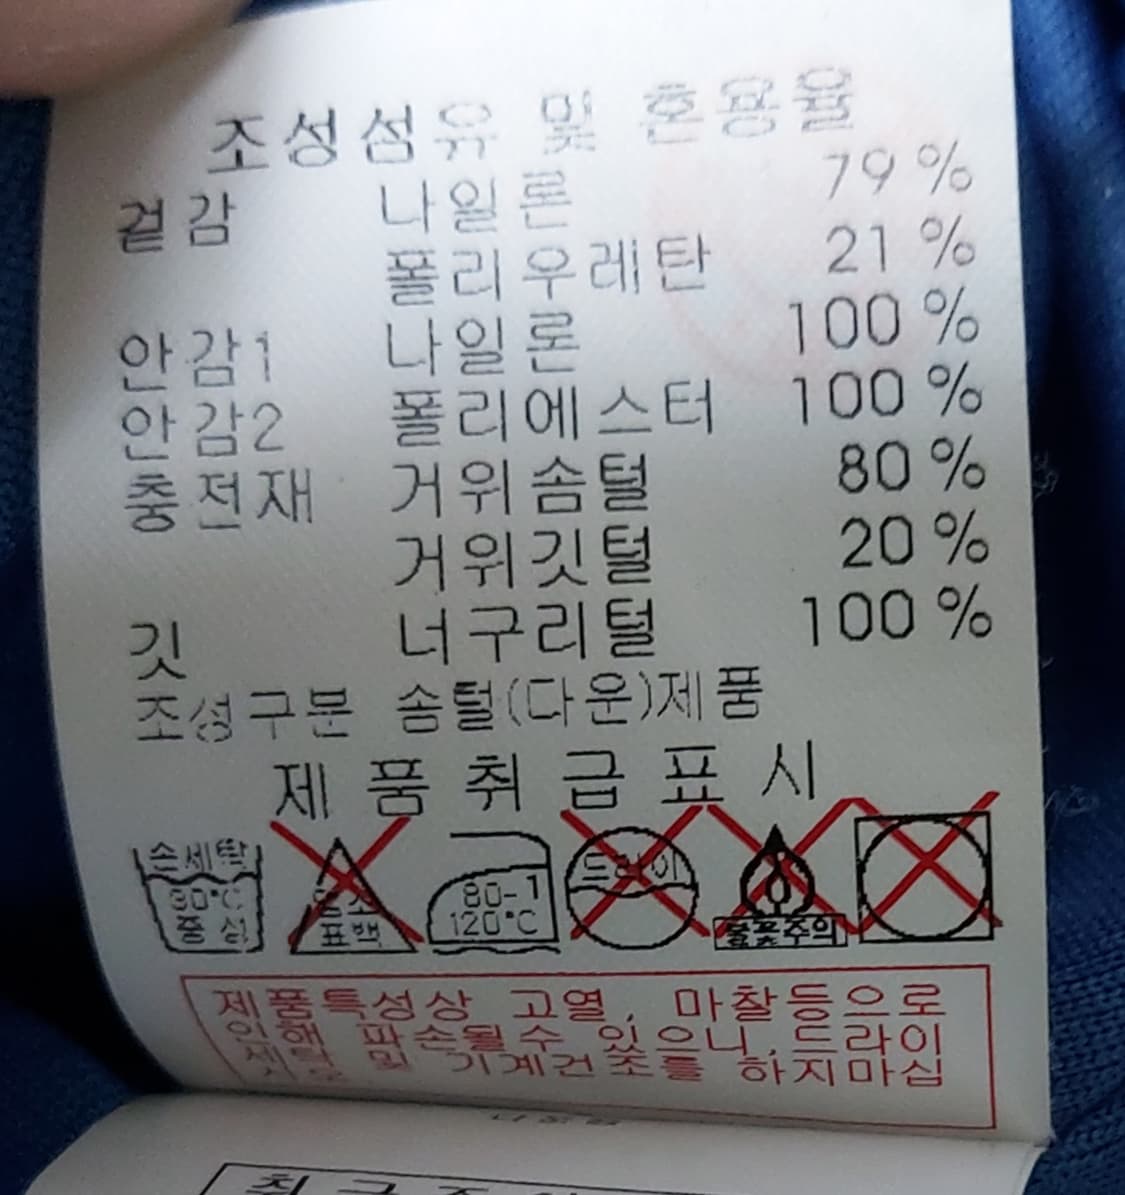 조성섬유 및 혼용율
겉감 나일론 79%
폴리우레탄 21%
안감1 나일론 100%
안감2 폴리에스터 100%
충전재 거위솜털 80%
거위깃털 20%
깃 너구리털 100%
조성구분 솜털(다운)제품
제품취급표시
손세탁
30°C
중성
염소
표백
80-1
120°C
드라이
불꽃주의
제품특성상 고열, 마찰등으로
인해 파손될수 있으니, 드라이
세탁 및 기계건조를 하지마십